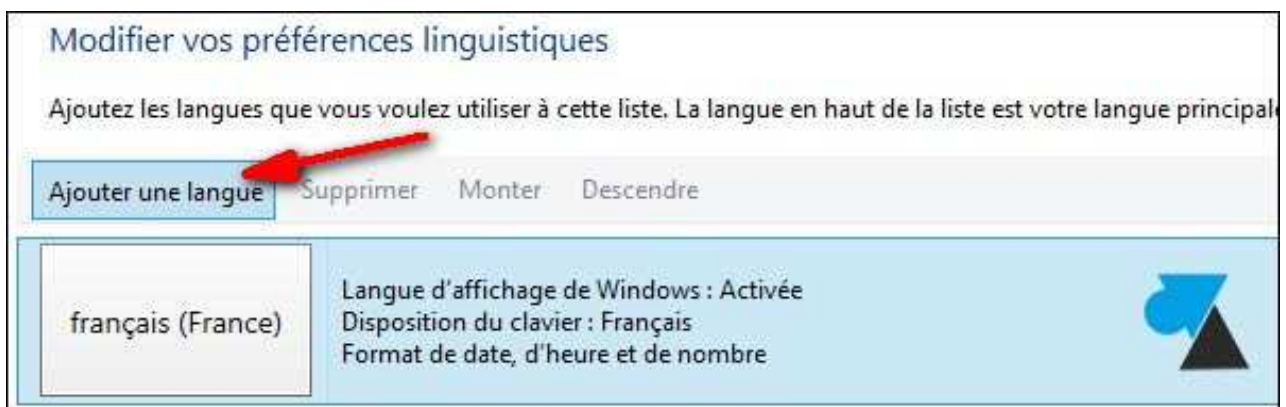 Modifier vos préférences linguistiques
Ajoutez les langues que vous voulez utiliser à cette liste. La langue en haut de la liste est votre langue principale
Ajouter une langue Supprimer Monter Descendre
français (France)
Langue d'affichage de Windows : Activée
Disposition du clavier : Français
Format de date, d'heure et de nombre